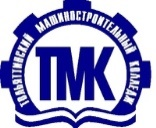 ТОЛЬЯТТИНСКИЙ МАШИНОСТРОИТЕЛЬНЫЙ КОЛЛЕДЖ
ТМК